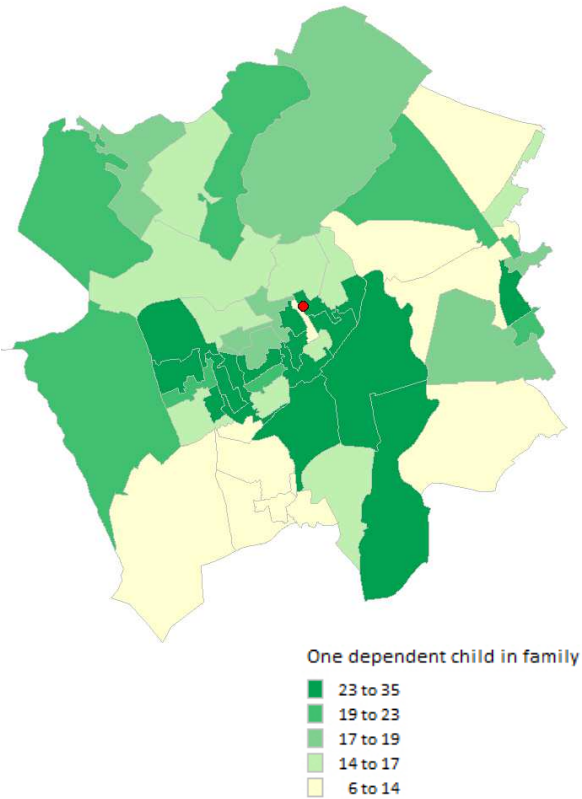 One dependent child in family
23 to 35
19 to 23
17 to 19
14 to 17
6 to 14